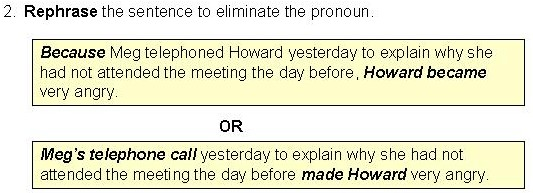 2. Rephrase the sentence to eliminate the pronoun.
Because Meg telephoned Howard yesterday to explain why she
had not attended the meeting the day before, Howard became
very angry.
OR
Meg's telephone call yesterday to explain why she had not
attended the meeting the day before made Howard very angry.